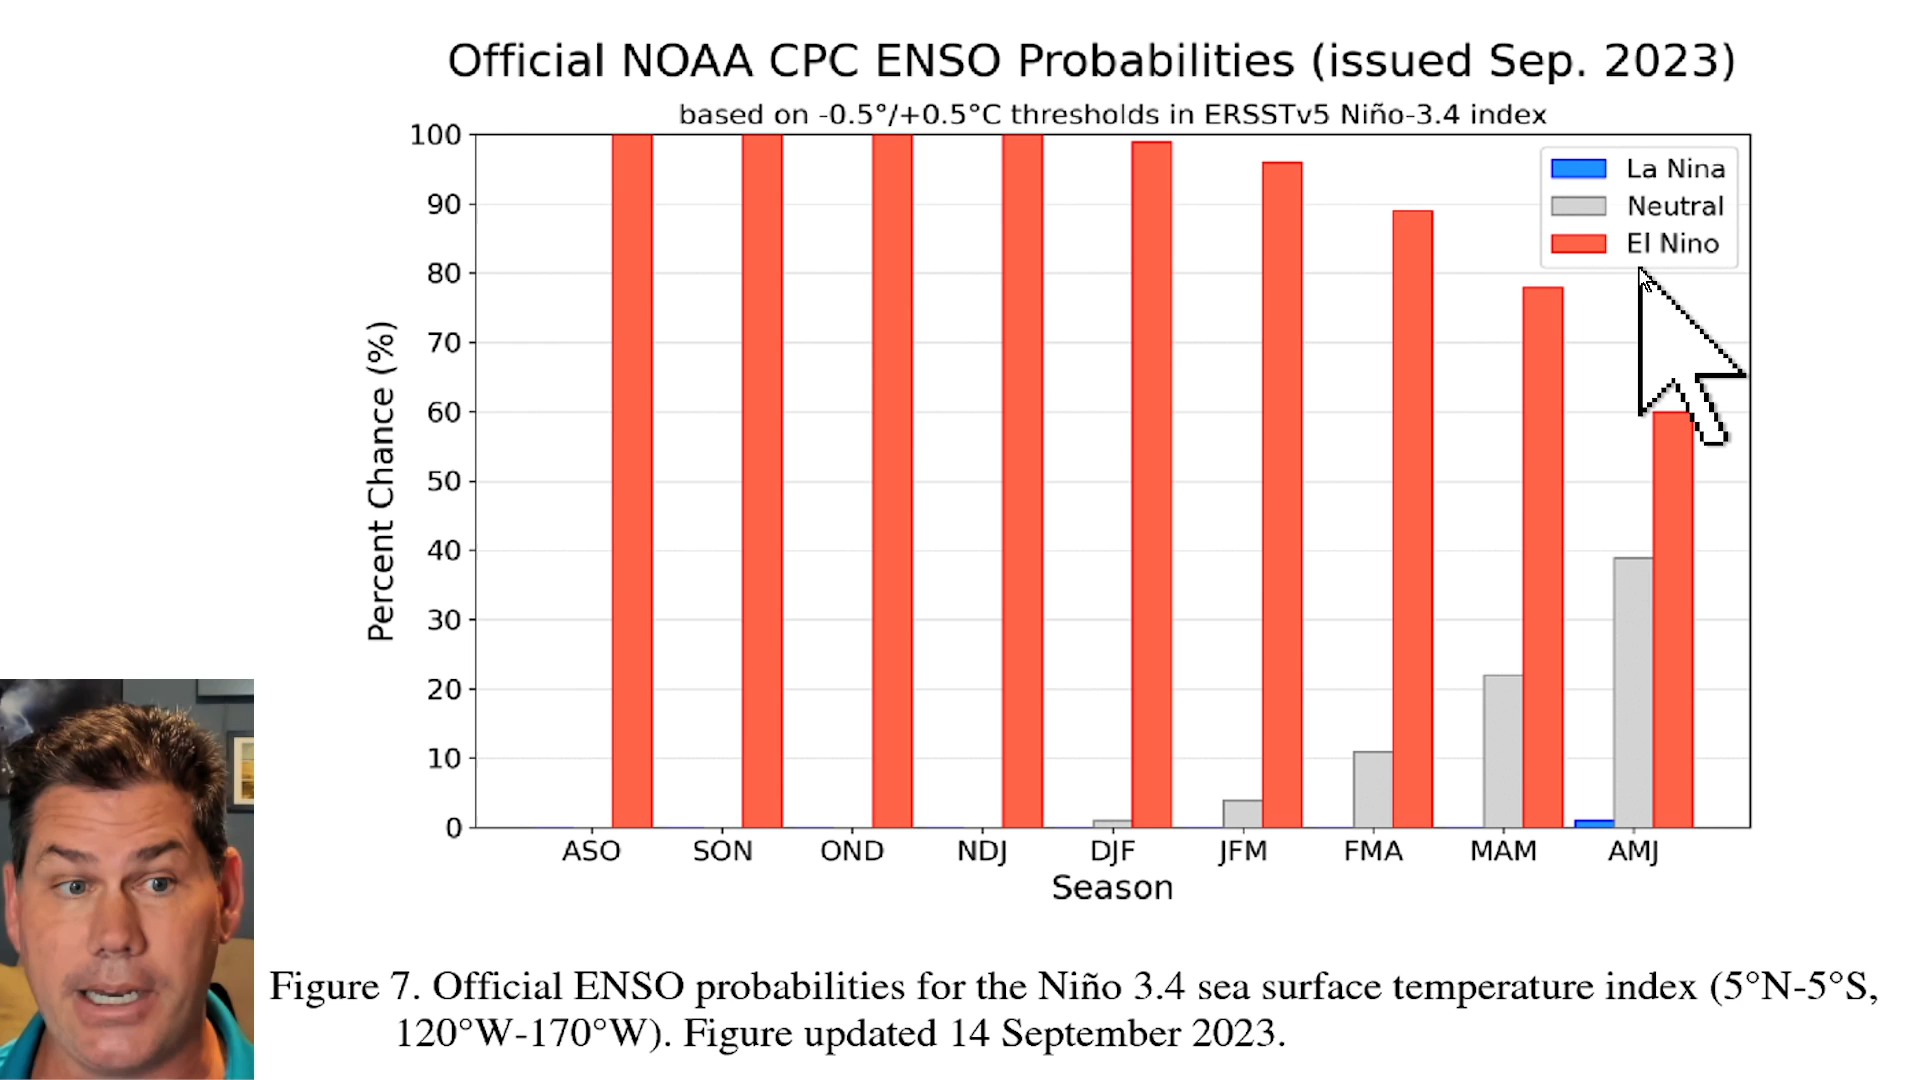 Official NOAA CPC ENSO Probabilities (issued Sep. 2023)
based on -0.5°/+0.5°C thresholds in ERSSTv5 Niño-3.4 index
100
90
80
70
60
50
40
30
20
10
0
Percent Chance (%)
La Nina
Neutral
El Nino
ASO SON OND NDJ DJF JFM FMA MAM AMJ
Season
Figure 7. Official ENSO probabilities for the Niño 3.4 sea surface temperature index (5°N-5°S,
120°W-170°W). Figure updated 14 September 2023.